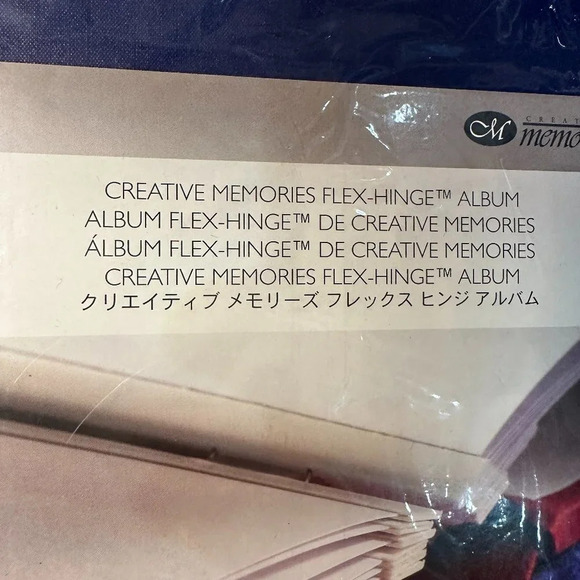 CREAT
memo
CREATIVE MEMORIES FLEX-HINGE™ ALBUM
ALBUM FLEX-HINGE™ DE CREATIVE MEMORIES
ÁLBUM FLEX-HINGE™ DE CREATIVE MEMORIES
CREATIVE MEMORIES FLEX-HINGE™ ALBUM
クリエイティブ メモリーズ フレックス ヒンジ アルバム